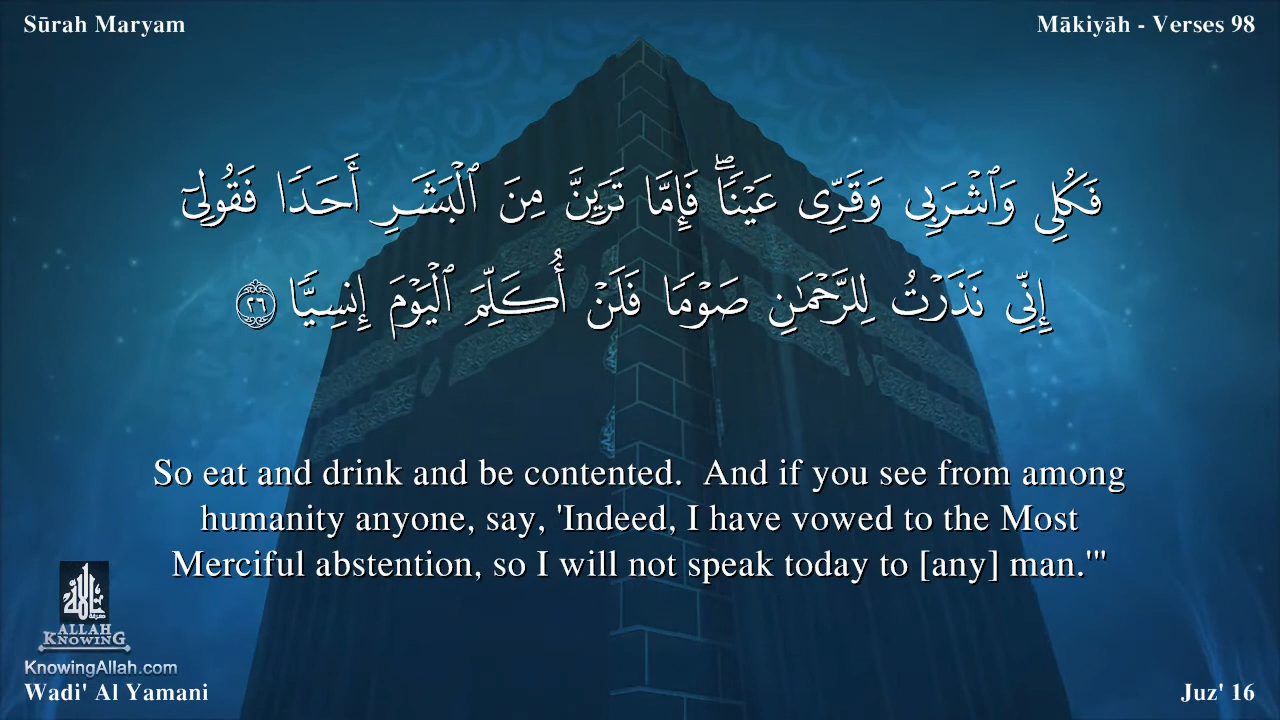 Sūrah Maryam
Mākiyāh - Verses 98
فَكُلِى وَٱشْرَبِى وَقَرِّى عَيْنًۭا ۖ فَإِمَّا تَرَيِنَّ مِنَ ٱلْبَشَرِ أَحَدًۭا فَقُولِىٓ
إِنِّى نَذَرْتُ لِلرَّحْمَٰنِ صَوْمًۭا فَلَنْ أُكَلِّمَ ٱلْيَوْمَ إِنسِيًّۭا ٢٦
So eat and drink and be contented.  And if you see from among
humanity anyone, say, 'Indeed, I have vowed to the Most
Merciful abstention, so I will not speak today to [any] man.'"
ALLAH
KNOWING
KnowingAllah.com
Wadi' Al Yamani
Juz' 16